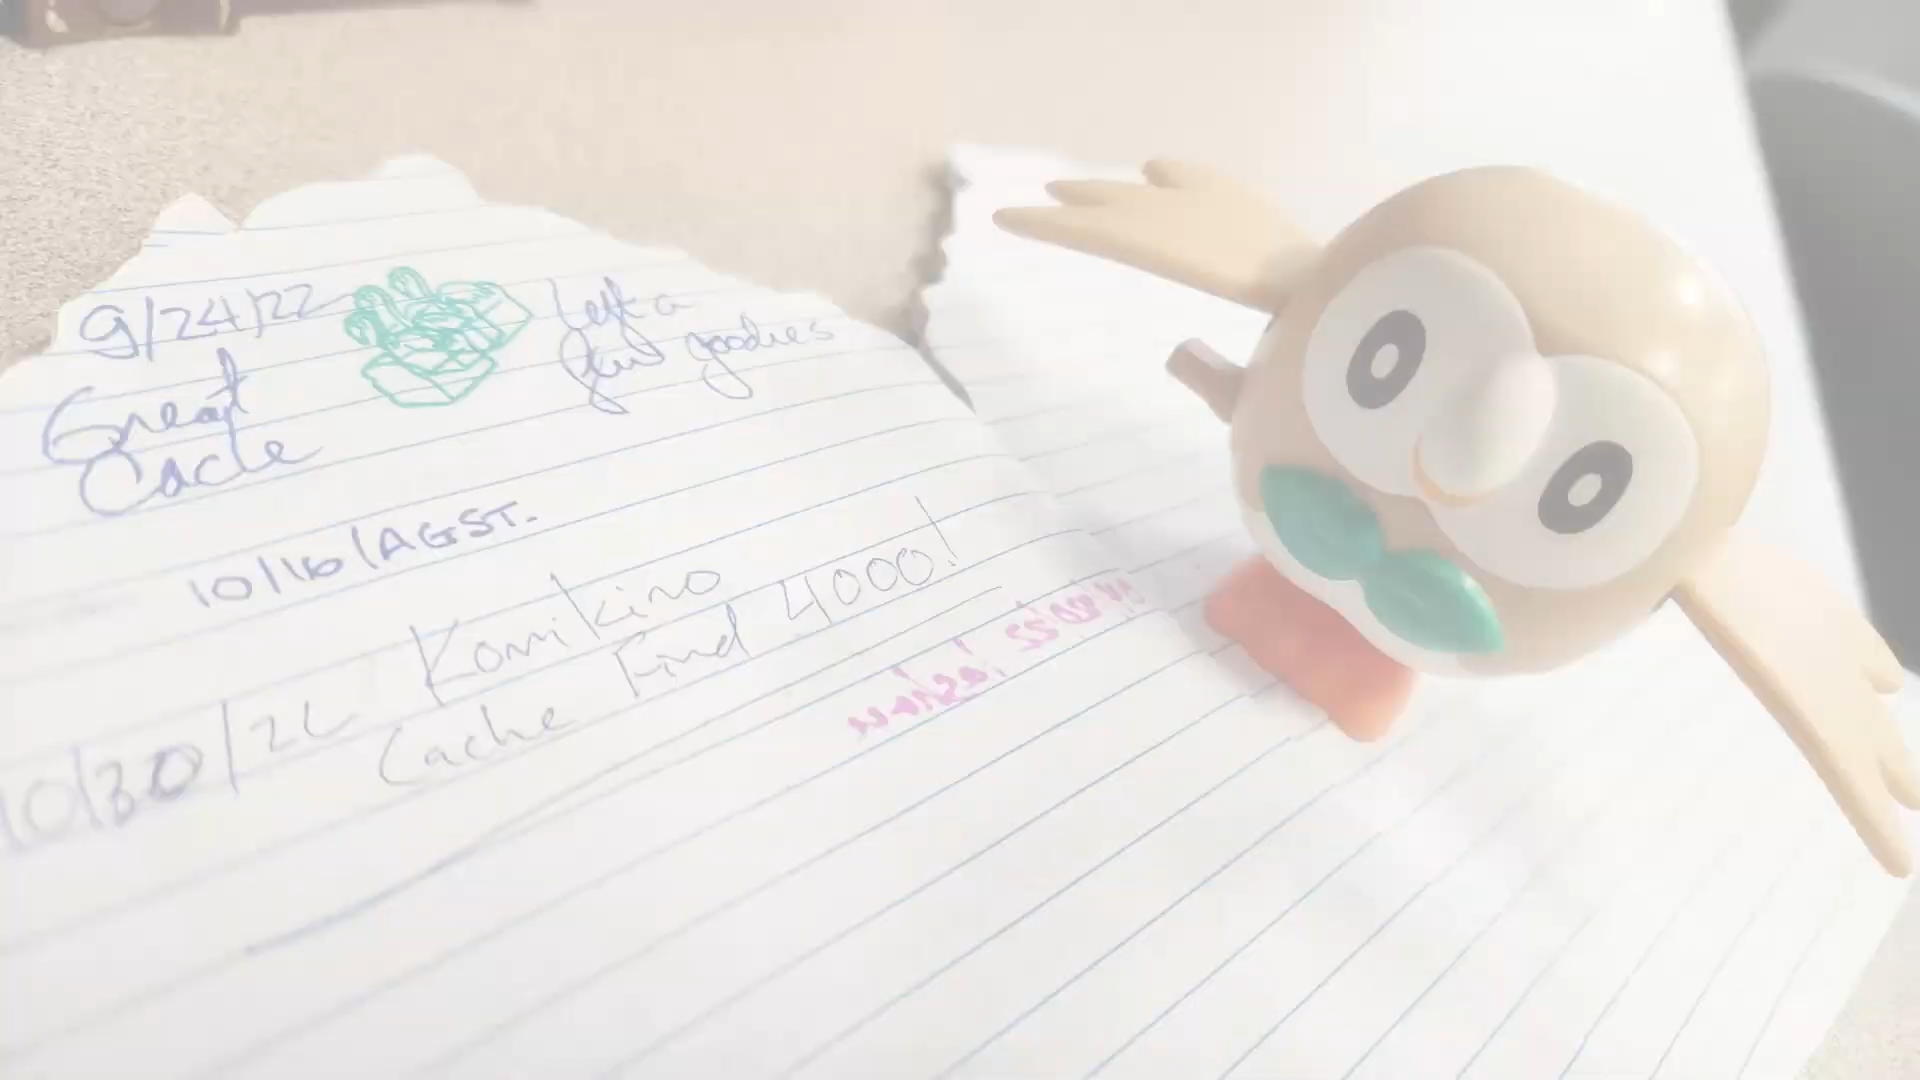 9/24/22
Left a
few goodies
Great
Cache
10/16/AGST.
Komikino
10/30/22
Cache Find 4000!